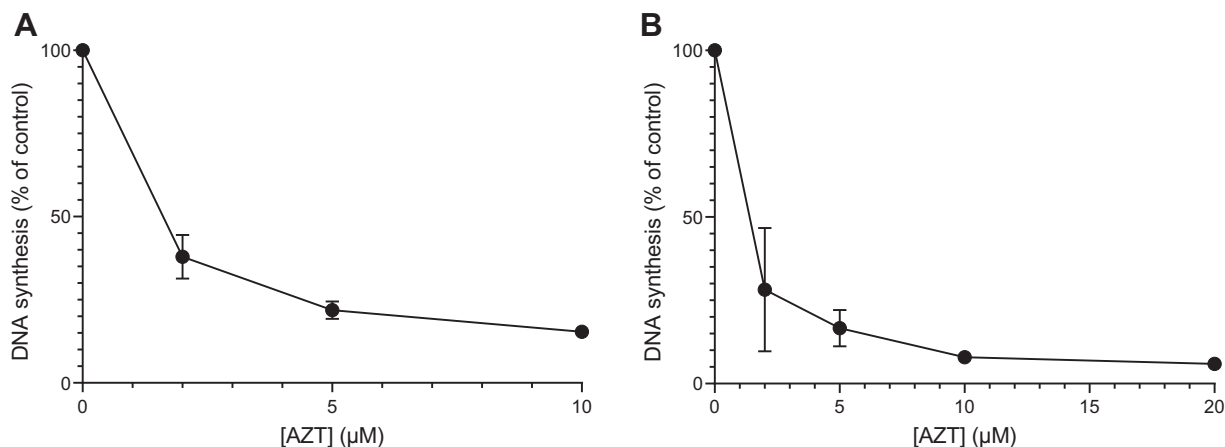 A
DNA synthesis (% of control)
100
50
0
0
5
10
[AZT] (µM)
B
DNA synthesis (% of control)
100
50
0
0
5
10
15
20
[AZT] (µM)